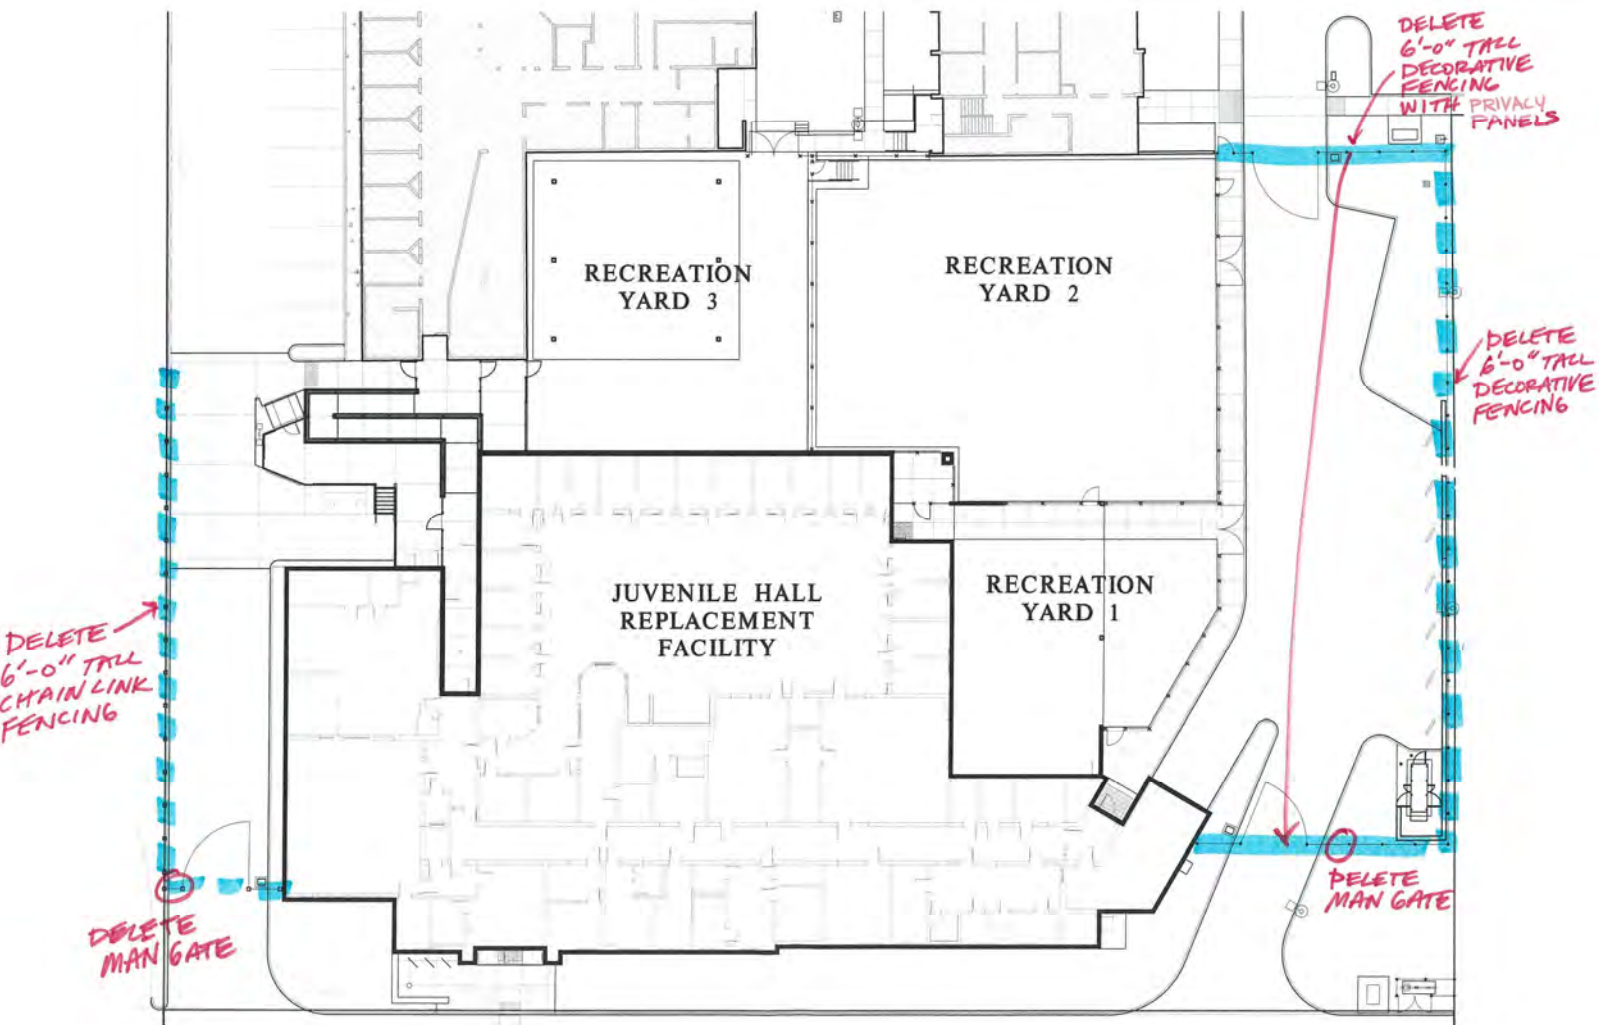 DELETE
6'-0" TALL
DECORATIVE
FENCING
WITH PRIVACY
PANELS
RECREATION
YARD 3
RECREATION
YARD 2
DELETE
6'-0" TALL
DECORATIVE
FENCING
JUVENILE HALL
REPLACEMENT
FACILITY
RECREATION
YARD 1
DELETE
6'-0" TALL
CHAIN LINK
FENCING
DELETE
MAN GATE
DELETE
MAN GATE